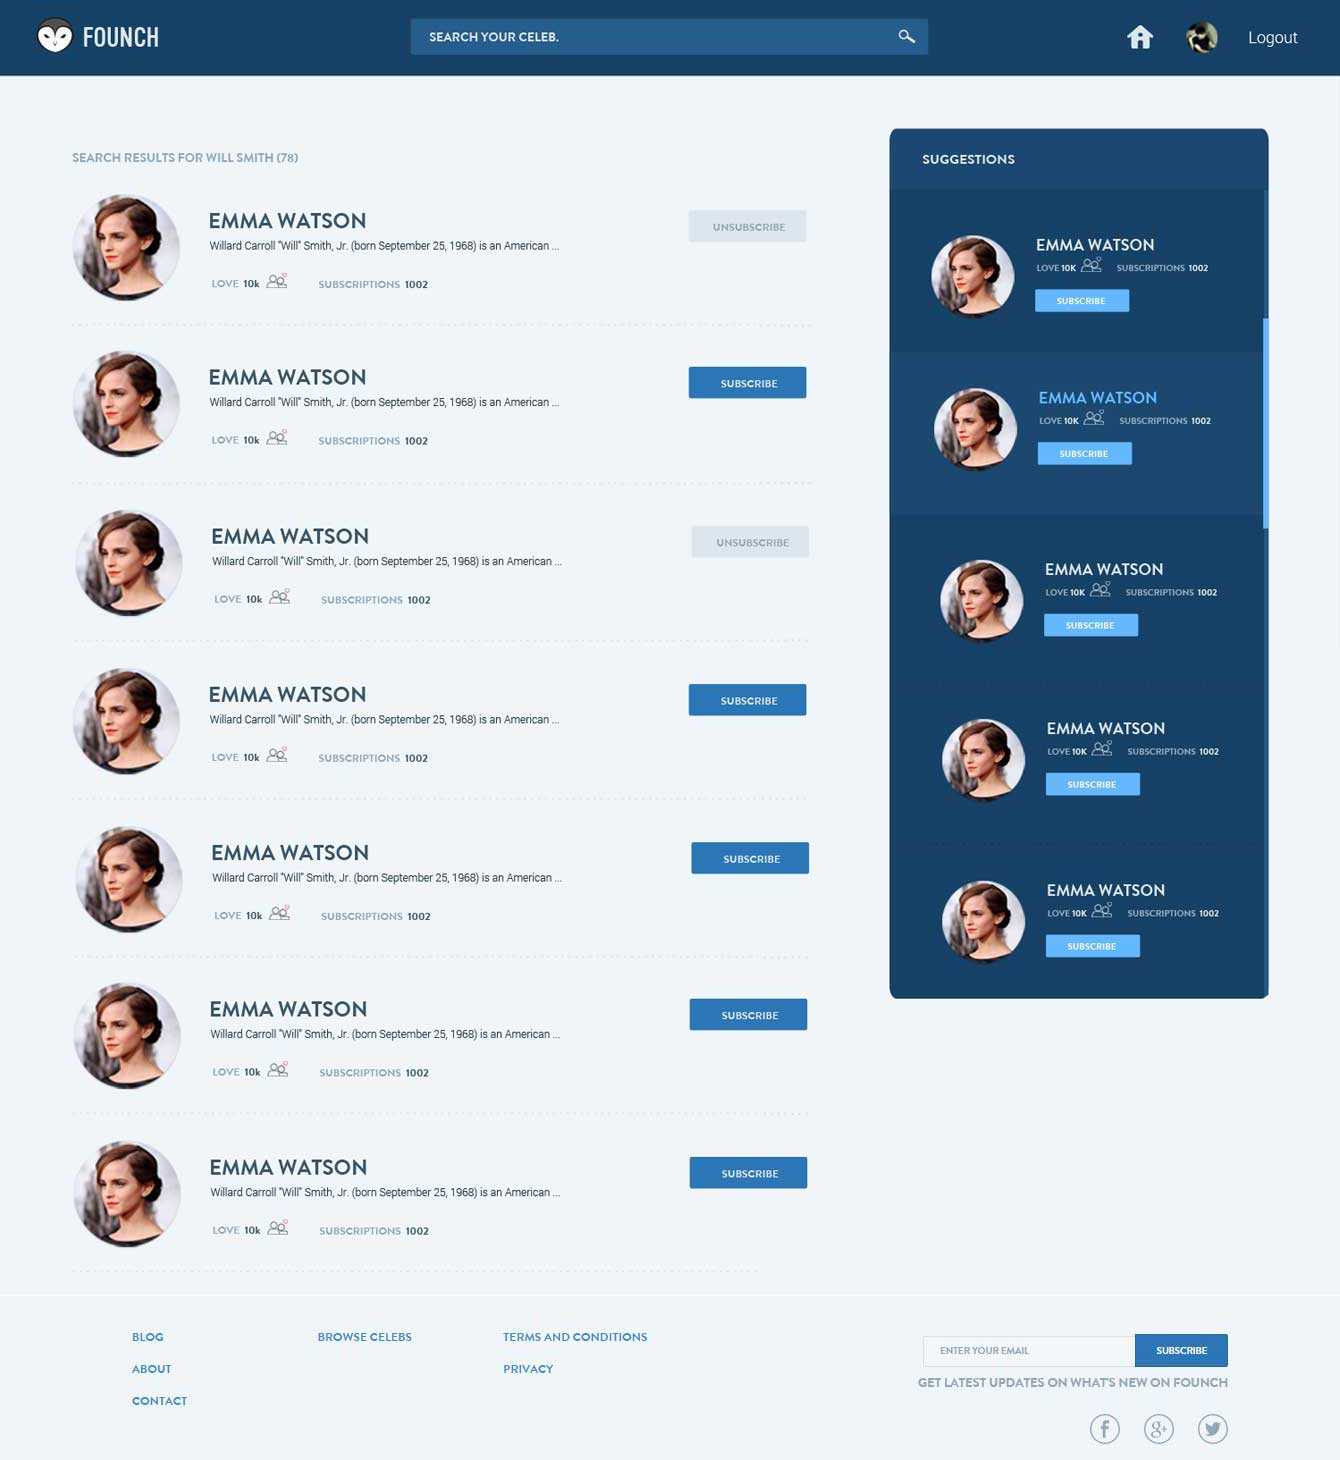 FOUNCH
SEARCH YOUR CELEB.
Logout
SEARCH RESULTS FOR WILL SMITH (78)
EMMA WATSON
UNSUBSCRIBE
Willard Carroll "Will" Smith, Jr. (born September 25, 1968) is an American ...
LOVE 10k SUBSCRIPTIONS 1002
EMMA WATSON
SUBSCRIBE
Willard Carroll "Will" Smith, Jr. (born September 25, 1968) is an American ...
LOVE 10k SUBSCRIPTIONS 1002
EMMA WATSON
UNSUBSCRIBE
Willard Carroll "Will" Smith, Jr. (born September 25, 1968) is an American ...
LOVE 10k SUBSCRIPTIONS 1002
EMMA WATSON
SUBSCRIBE
Willard Carroll "Will" Smith, Jr. (born September 25, 1968) is an American ...
LOVE 10k SUBSCRIPTIONS 1002
EMMA WATSON
SUBSCRIBE
Willard Carroll "Will" Smith, Jr. (born September 25, 1968) is an American ...
LOVE 10k SUBSCRIPTIONS 1002
EMMA WATSON
SUBSCRIBE
Willard Carroll "Will" Smith, Jr. (born September 25, 1968) is an American ...
LOVE 10k SUBSCRIPTIONS 1002
EMMA WATSON
SUBSCRIBE
Willard Carroll "Will" Smith, Jr. (born September 25, 1968) is an American ...
LOVE 10k SUBSCRIPTIONS 1002
SUGGESTIONS
EMMA WATSON
LOVE 10K SUBSCRIPTIONS 1002
SUBSCRIBE
EMMA WATSON
LOVE 10K SUBSCRIPTIONS 1002
SUBSCRIBE
EMMA WATSON
LOVE 10K SUBSCRIPTIONS 1002
SUBSCRIBE
EMMA WATSON
LOVE 10K SUBSCRIPTIONS 1002
SUBSCRIBE
EMMA WATSON
LOVE 10K SUBSCRIPTIONS 1002
SUBSCRIBE
BLOG
ABOUT
CONTACT
BROWSE CELEBS
TERMS AND CONDITIONS
PRIVACY
ENTER YOUR EMAIL
SUBSCRIBE
GET LATEST UPDATES ON WHAT'S NEW ON FOUNCH